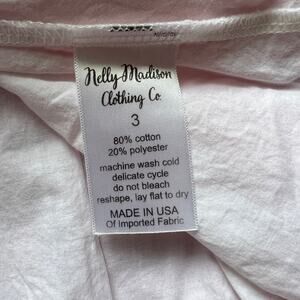 Nelly Madison
Clothing Co.
3
80% cotton
20% polyester
machine wash cold
delicate cycle
do not bleach
reshape, lay flat to dry
MADE IN USA
Of Imported Fabric